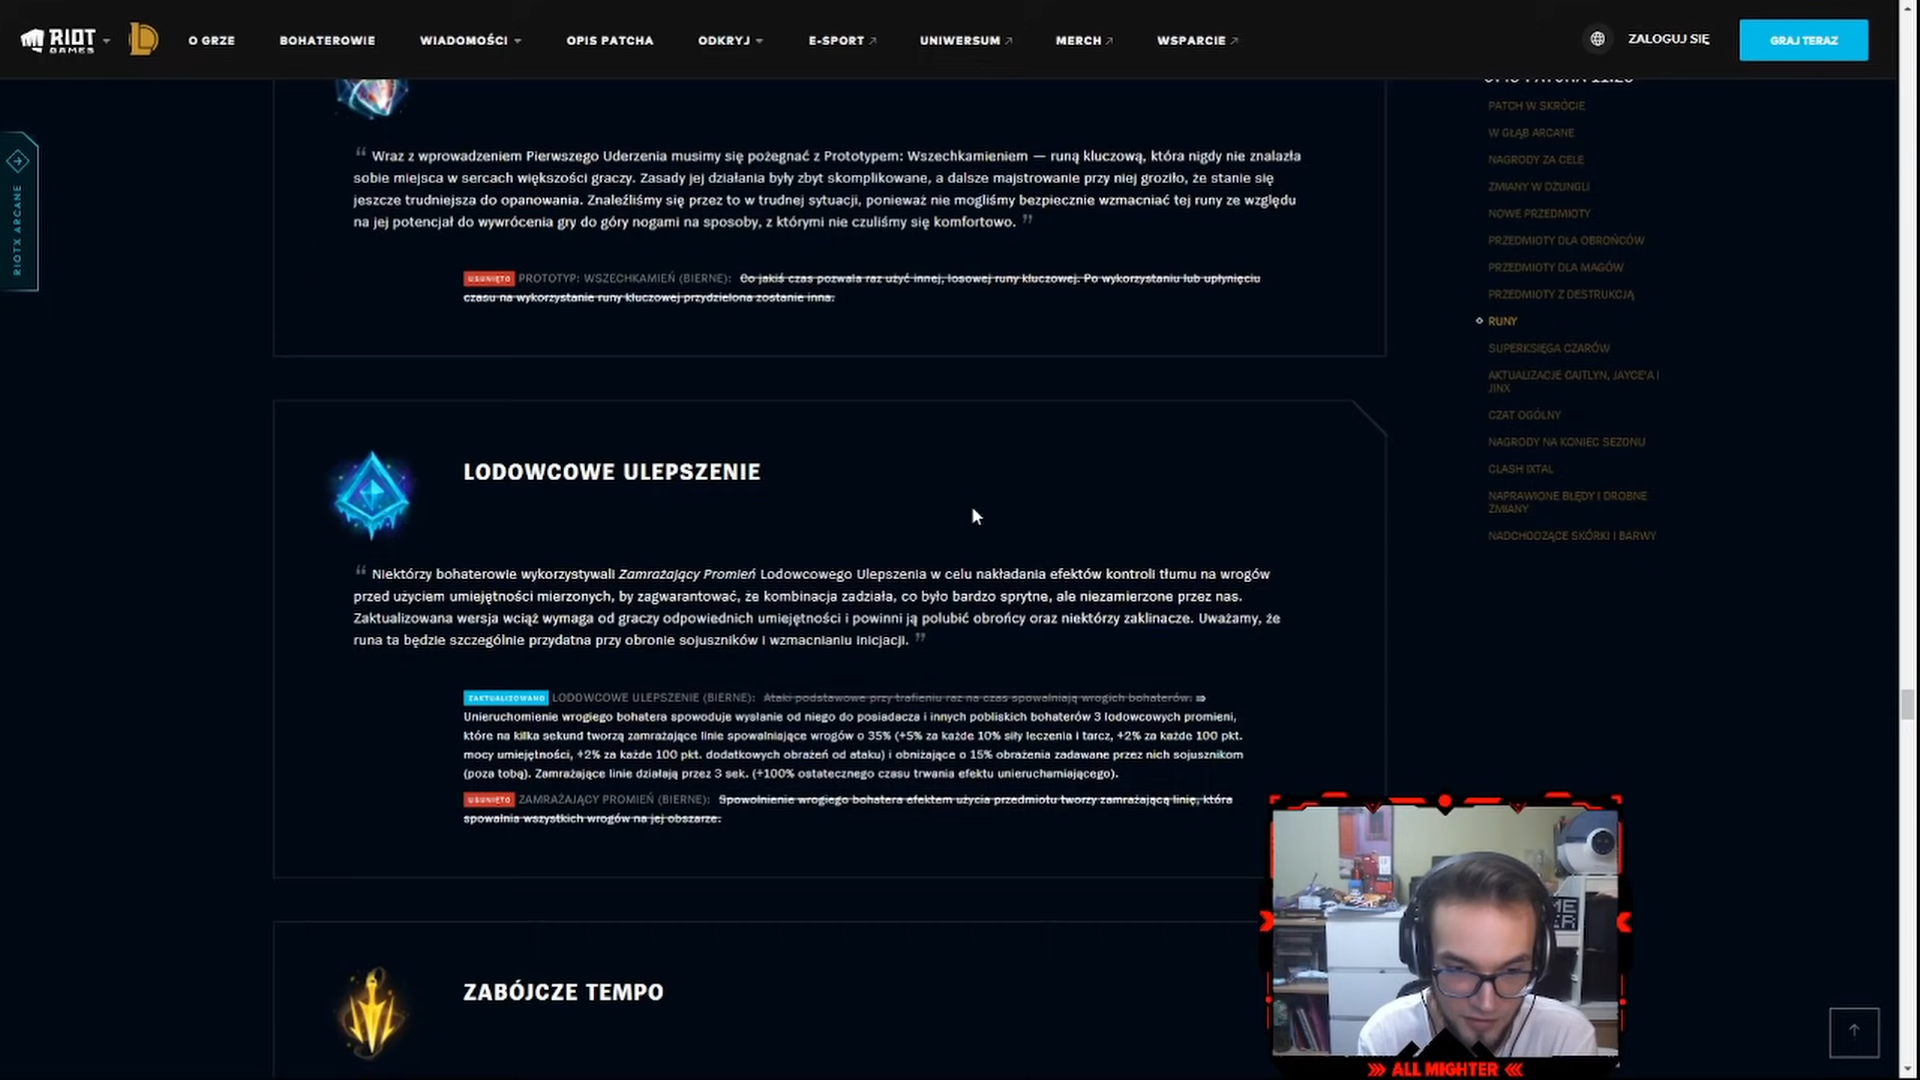 RIOT GAMES
O GRZE
BOHATEROWIE
WIADOMOŚCI
OPIS PATCHA
ODKRYJ
E-SPORT
UNIWERSUM
MERCH
WSPARCIE
ZALOGUJ SIĘ
GRAJ TERAZ
RIOTX ARCANE
“ Wraz z wprowadzeniem Pierwszego Uderzenia musimy się pożegnać z Prototypem: Wszechkamieniem — runą kluczową, która nigdy nie znalazła
sobie miejsca w sercach większości graczy. Zasady jej działania były zbyt skomplikowane, a dalsze majstrowanie przy niej groziło, że stanie się
jeszcze trudniejsza do opanowania. Znaleźliśmy się przez to w trudnej sytuacji, ponieważ nie mogliśmy bezpiecznie wzmacniać tej runy ze względu
na jej potencjał do wywrócenia gry do góry nogami na sposoby, z którymi nie czuliśmy się komfortowo. ”
USUNIĘTO PROTOTYP: WSZECHKAMIEŃ (BIERNE): Co jakiś czas pozwala raz użyć innej, losowej runy kluczowej. Po wykorzystaniu lub upłynięciu
czasu na wykorzystanie runy kluczowej przydzielona zostanie inna.
LODOWCOWE ULEPSZENIE
“ Niektórzy bohaterowie wykorzystywali Zamrażający Promień Lodowcowego Ulepszenia w celu nakładania efektów kontroli tłumu na wrogów
przed użyciem umiejętności mierzonych, by zagwarantować, że kombinacja zadziała, co było bardzo sprytne, ale niezamierzone przez nas.
Zaktualizowana wersja wciąż wymaga od graczy odpowiednich umiejętności i powinni ją polubić obrońcy oraz niektórzy zaklinacze. Uważamy, że
runa ta będzie szczególnie przydatna przy obronie sojuszników i wzmacnianiu inicjacji. ”
ZAKTUALIZOWANO LODOWCOWE ULEPSZENIE (BIERNE): Ataki podstawowe przy trafieniu raz na czas spowalniają wrogich bohaterów. ⇒
Unieruchomienie wrogiego bohatera spowoduje wysłanie od niego do posiadacza i innych pobliskich bohaterów 3 lodowcowych promieni,
które na kilka sekund tworzą zamrażające linie spowalniające wrogów o 35% (+5% za każde 10% siły leczenia i tarcz, +2% za każde 100 pkt.
mocy umiejętności, +2% za każde 100 pkt. dodatkowych obrażeń od ataku) i obniżające o 15% obrażenia zadawane przez nich sojusznikom
(poza tobą). Zamrażające linie działają przez 3 sek. (+100% ostatecznego czasu trwania efektu unieruchamiającego).
USUNIĘTO ZAMRAŻAJĄCY PROMIEŃ (BIERNE): Spowolnienie wrogiego bohatera efektem użycia przedmiotu tworzy zamrażającą linię, która
spowalnia wszystkich wrogów na jej obszarze.
ZABÓJCZE TEMPO
PATCH W SKRÓCIE
W GŁĄB ARCANE
NAGRODY ZA CELE
ZMIANY W DŻUNGLI
NOWE PRZEDMIOTY
PRZEDMIOTY DLA OBROŃCÓW
PRZEDMIOTY DLA MAGÓW
PRZEDMIOTY Z DESTRUKCJĄ
RUNY
SUPERKSIĘGA CZARÓW
AKTUALIZACJE CAITLYN, JAYCE'A I
JINX
CZAT OGÓLNY
NAGRODY NA KONIEC SEZONU
CLASH IXTAL
NAPRAWIONE BŁĘDY I DROBNE
ZMIANY
NADCHODZĄCE SKÓRKI I BARWY
ALL MIGHTER